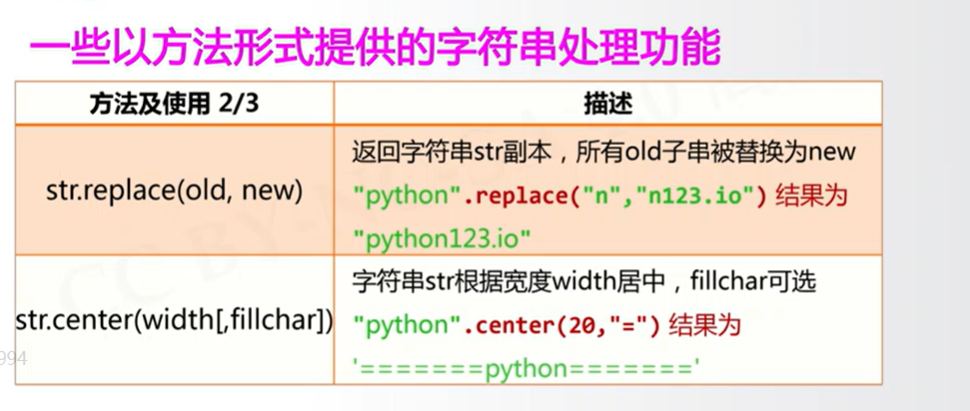 一些以方法形式提供的字符串处理功能
方法及使用 2/3
描述
str.replace(old, new)
返回字符串str副本，所有old子串被替换为new
"python".replace("n","n123.io") 结果为
"python123.io"
str.center(width[,fillchar])
字符串str根据宽度width居中，fillchar可选
"python".center(20,"=") 结果为
'=======python======='
994
CC BY-NC-SA